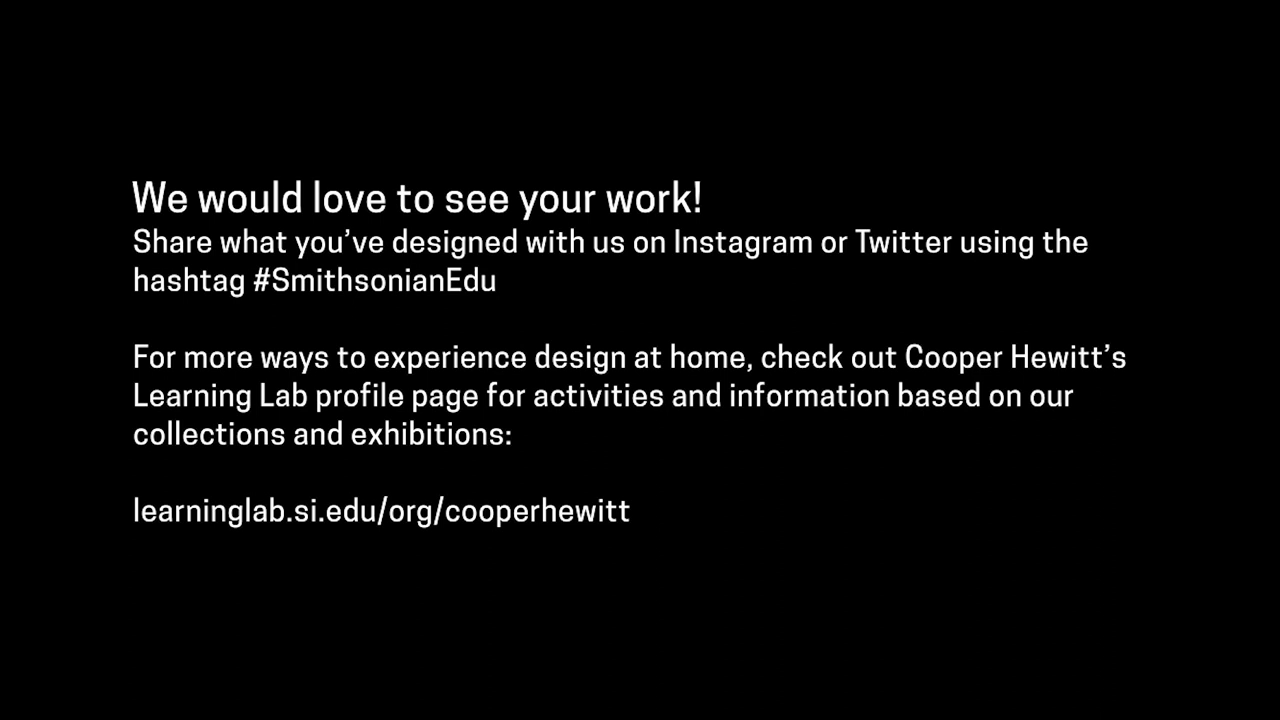 We would love to see your work!
Share what you’ve designed with us on Instagram or Twitter using the
hashtag #SmithsonianEdu
For more ways to experience design at home, check out Cooper Hewitt’s
Learning Lab profile page for activities and information based on our
collections and exhibitions:
learninglab.si.edu/org/cooperhewitt